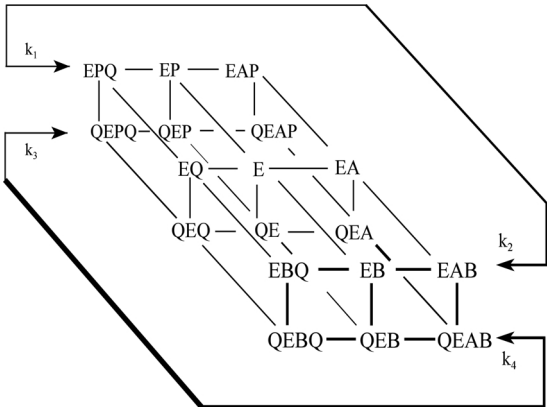 k1
EPQ EP EAP
k3
QEPQ QEP QEAP
EQ E EA
QEQ QE QEA
k2
EBQ EB EAB
QEBQ QEB QEAB
k4